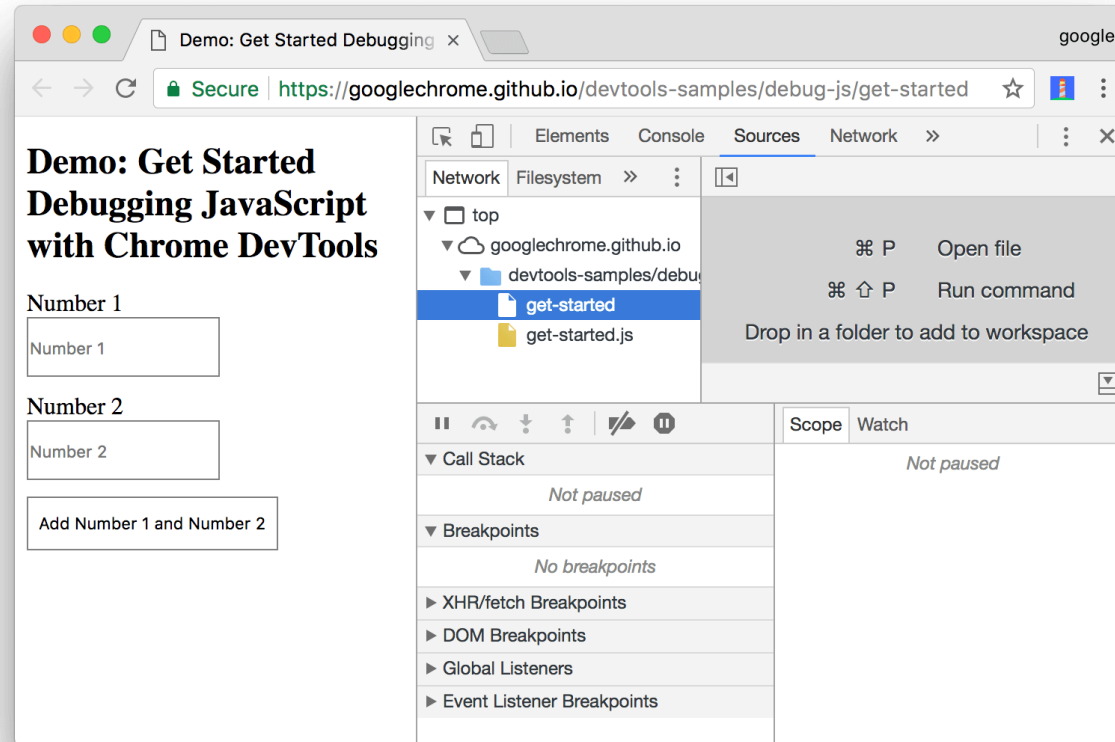 Demo: Get Started Debugging
google
Secure https://googlechrome.github.io/devtools-samples/debug-js/get-started
Demo: Get Started
Debugging JavaScript
with Chrome DevTools
Number 1
Number 1
Number 2
Number 2
Add Number 1 and Number 2
Elements Console Sources Network »
Network Filesystem »
top
googlechrome.github.io
devtools-samples/debu
get-started
get-started.js
⌘ P Open file
⌘ ⇧ P Run command
Drop in a folder to add to workspace
Call Stack
Not paused
Breakpoints
No breakpoints
XHR/fetch Breakpoints
DOM Breakpoints
Global Listeners
Event Listener Breakpoints
Scope Watch
Not paused